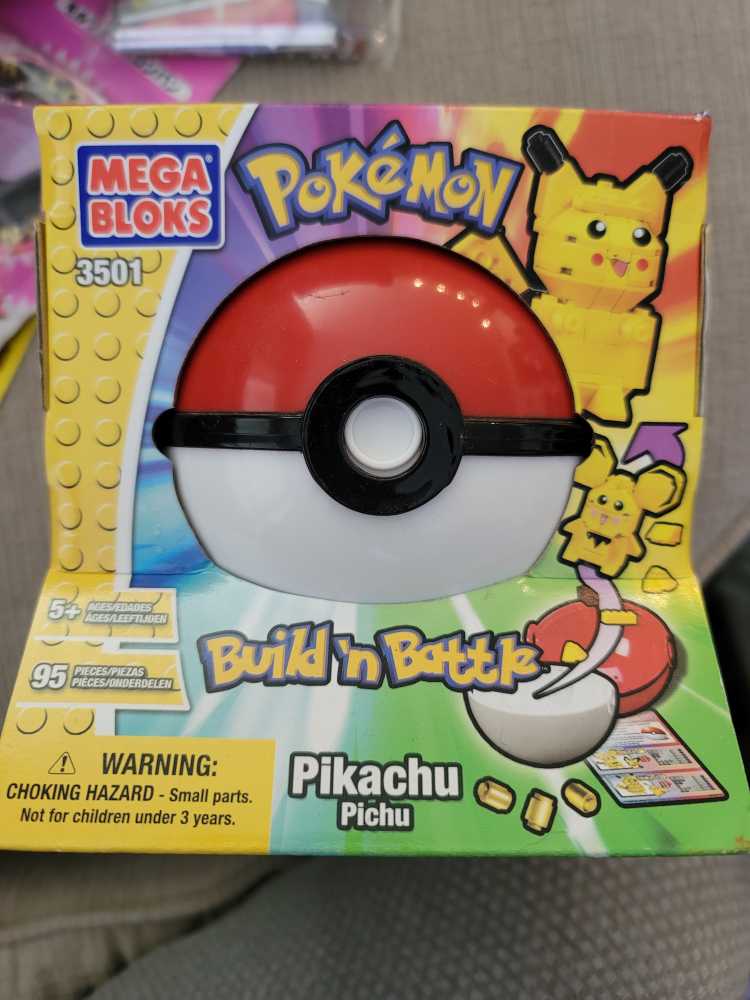 MEGA
BLOKS®
3501
POKéMON
5+ AGES/EDADES
ÂGES/LEEFTIJDEN
95 PIECES/PIEZAS
PIÈCES/ONDERDELEN
Build 'n Battle™
WARNING:
CHOKING HAZARD - Small parts.
Not for children under 3 years.
Pikachu
Pichu